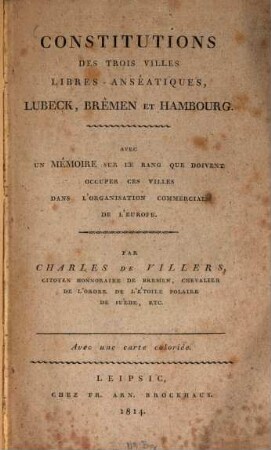 CONSTITUTIONS
DES TROIS VILLES
LIBRES-ANSÉATIQUES,
LUBECK, BRÊMEN ET HAMBOURG.
AVEC
UN MÉMOIRE SUR LE RANG QUE DOIVENT
OCCUPER CES VILLES
DANS L'ORGANISATION COMMERCIALE
DE L'EUROPE.
PAR
CHARLES DE VILLERS,
CITOYEN HONNORAIRE DE BREMEN, CHEVALIER
DE L'ORDRE DE L'ÉTOILE POLAIRE
DE SUÈDE, ETC.
Avec une carte coloriée.
LEIPSIC,
CHEZ FR. ARN. BROCKHAUS.
1814.